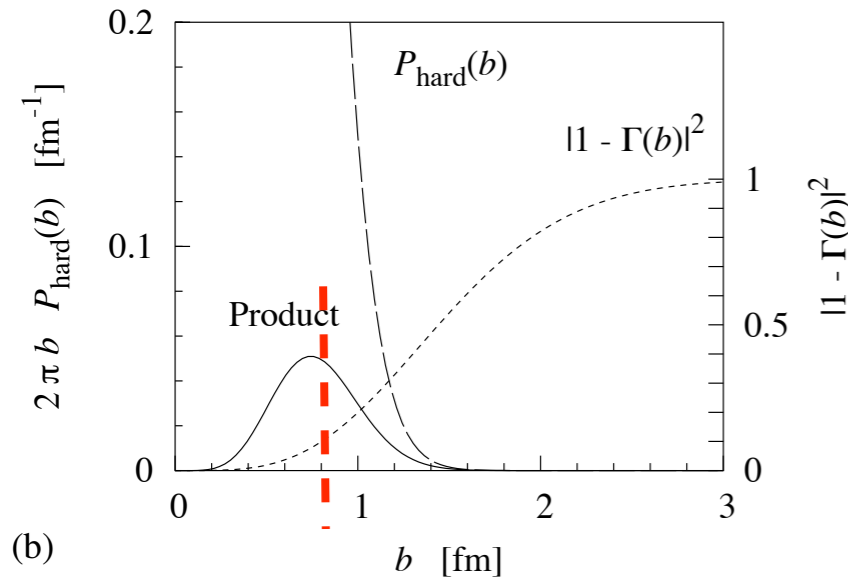 0.2
0.1
0
2 π b P_hard(b) [fm⁻¹]
P_hard(b)
|1 - Γ(b)|²
Product
1
0.5
0
|1 - Γ(b)|²
0 1 2 3
b [fm]
(b)